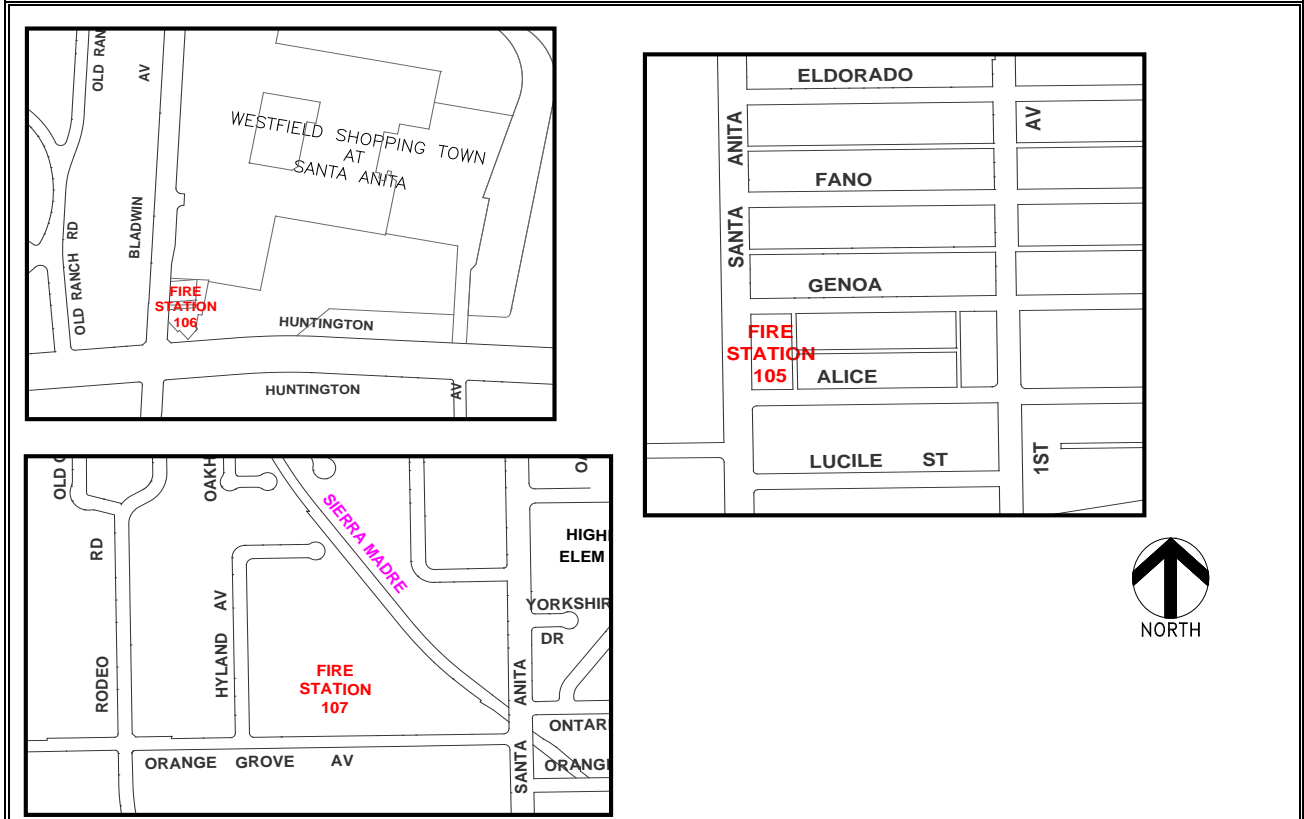 OLD RAN
AV
BLADWIN
OLD RANCH RD
WESTFIELD SHOPPING TOWN
AT
SANTA ANITA
FIRE
STATION
106
HUNTINGTON
HUNTINGTON
AV
ELDORADO
SANTA ANITA
AV
FANO
GENOA
FIRE
STATION
105
ALICE
LUCILE ST
1ST
OLD
OAKH
SIERRA MADRE
HIGH
ELEM
YORKSHIR
DR
RODEO RD
HYLAND AV
FIRE
STATION
107
SANTA ANITA
ONTAR
ORANGE GROVE AV
ORANG
NORTH